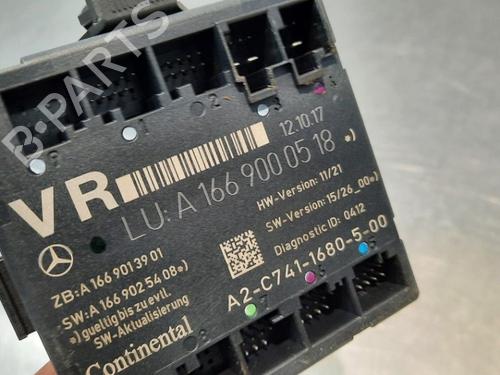 VR
LU: A 166 900 05 18 *)
12.10.17
ZB: A 166 901 39 01
SW: A 166 902 54 08 *)
*) gueltig bis zu evll.
SW-Aktualisierung
HW-Version: 11/21
SW-Version: 15/26_00 *)
Diagnostic ID: 0412
A2-C741-1680-5-00
Continental
B-PARTS